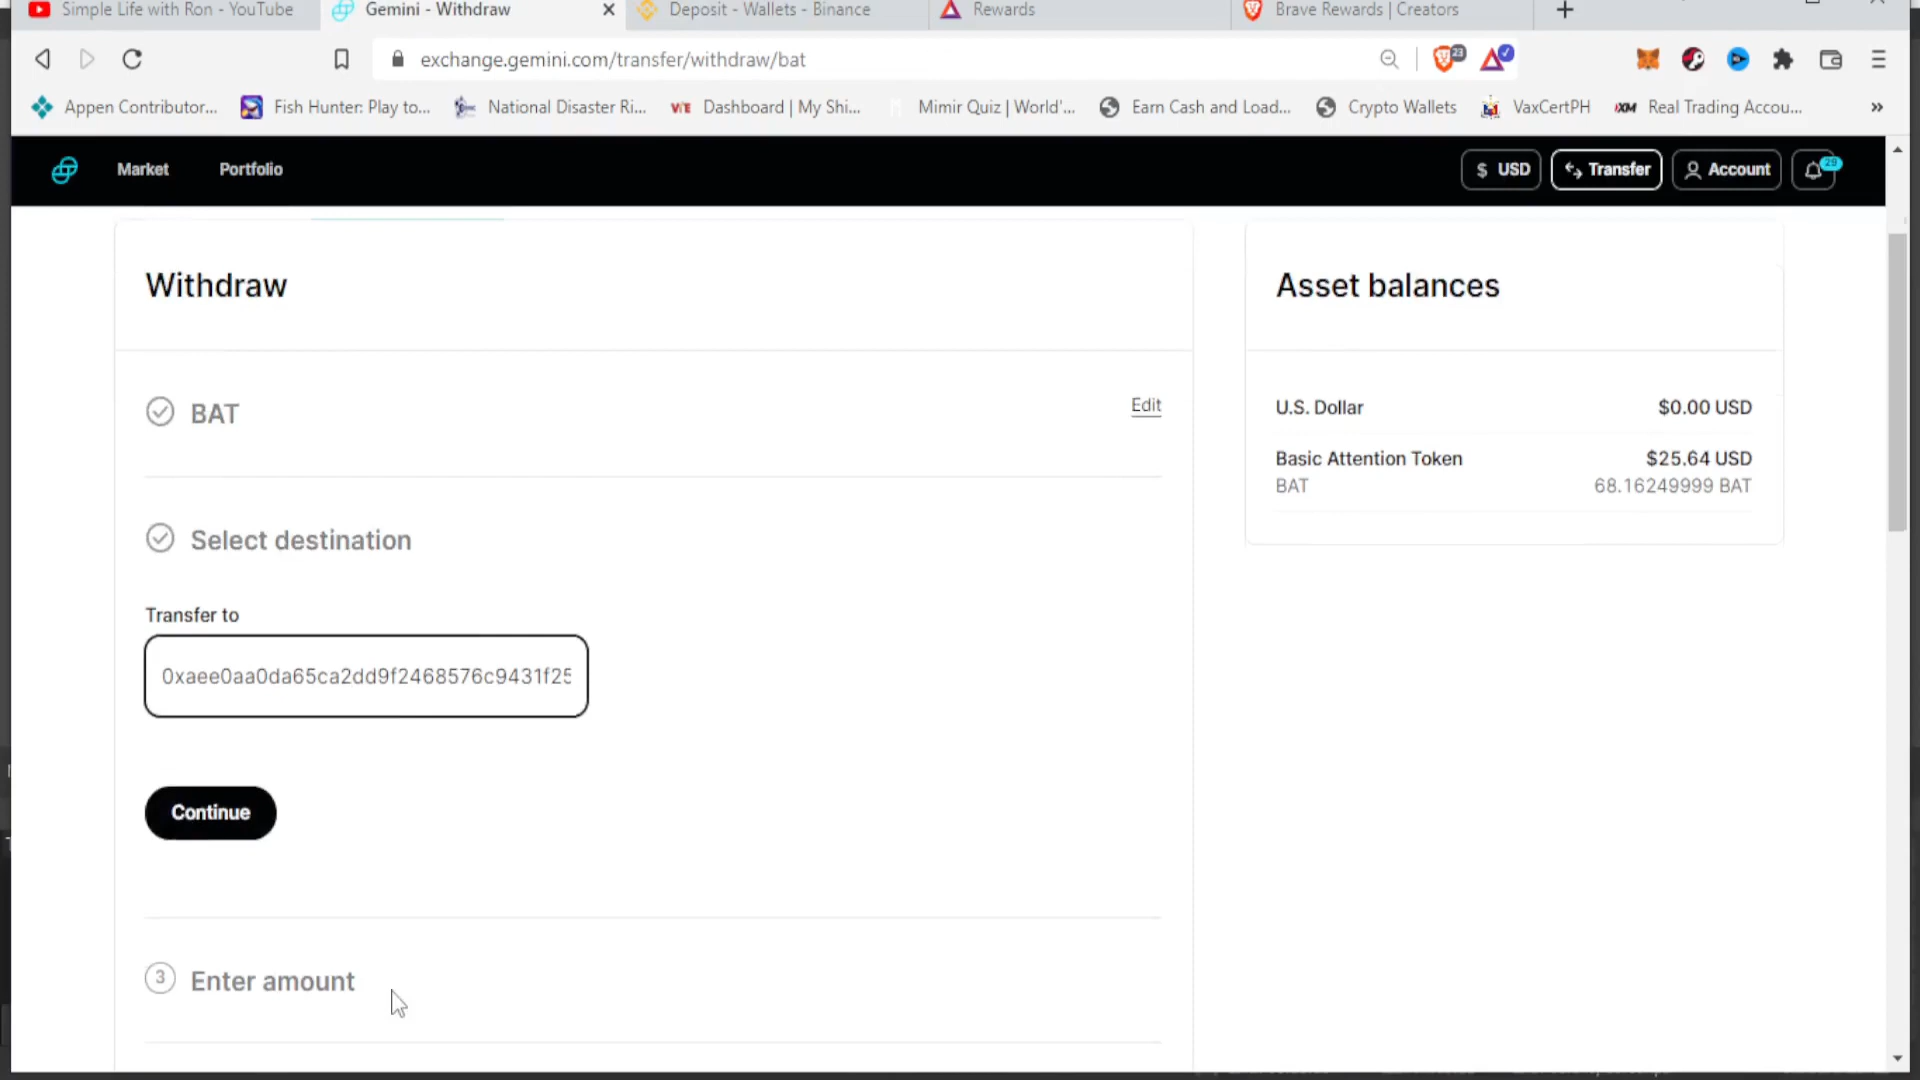 Simple Life with Ron - YouTube
Gemini - Withdraw
Deposit - Wallets - Binance
Rewards
Brave Rewards | Creators
exchange.gemini.com/transfer/withdraw/bat
23
Appen Contributor...
Fish Hunter: Play to...
National Disaster Ri...
Dashboard | My Shi...
Mimir Quiz | World'...
Earn Cash and Load...
Crypto Wallets
VaxCertPH
XM Real Trading Accou...
Market
Portfolio
$ USD
Transfer
Account
29
Withdraw
BAT
Edit
Select destination
Transfer to
0xaee0aa0da65ca2dd9f2468576c9431f25
Continue
3 Enter amount
Asset balances
U.S. Dollar
$0.00 USD
Basic Attention Token
$25.64 USD
BAT
68.16249999 BAT